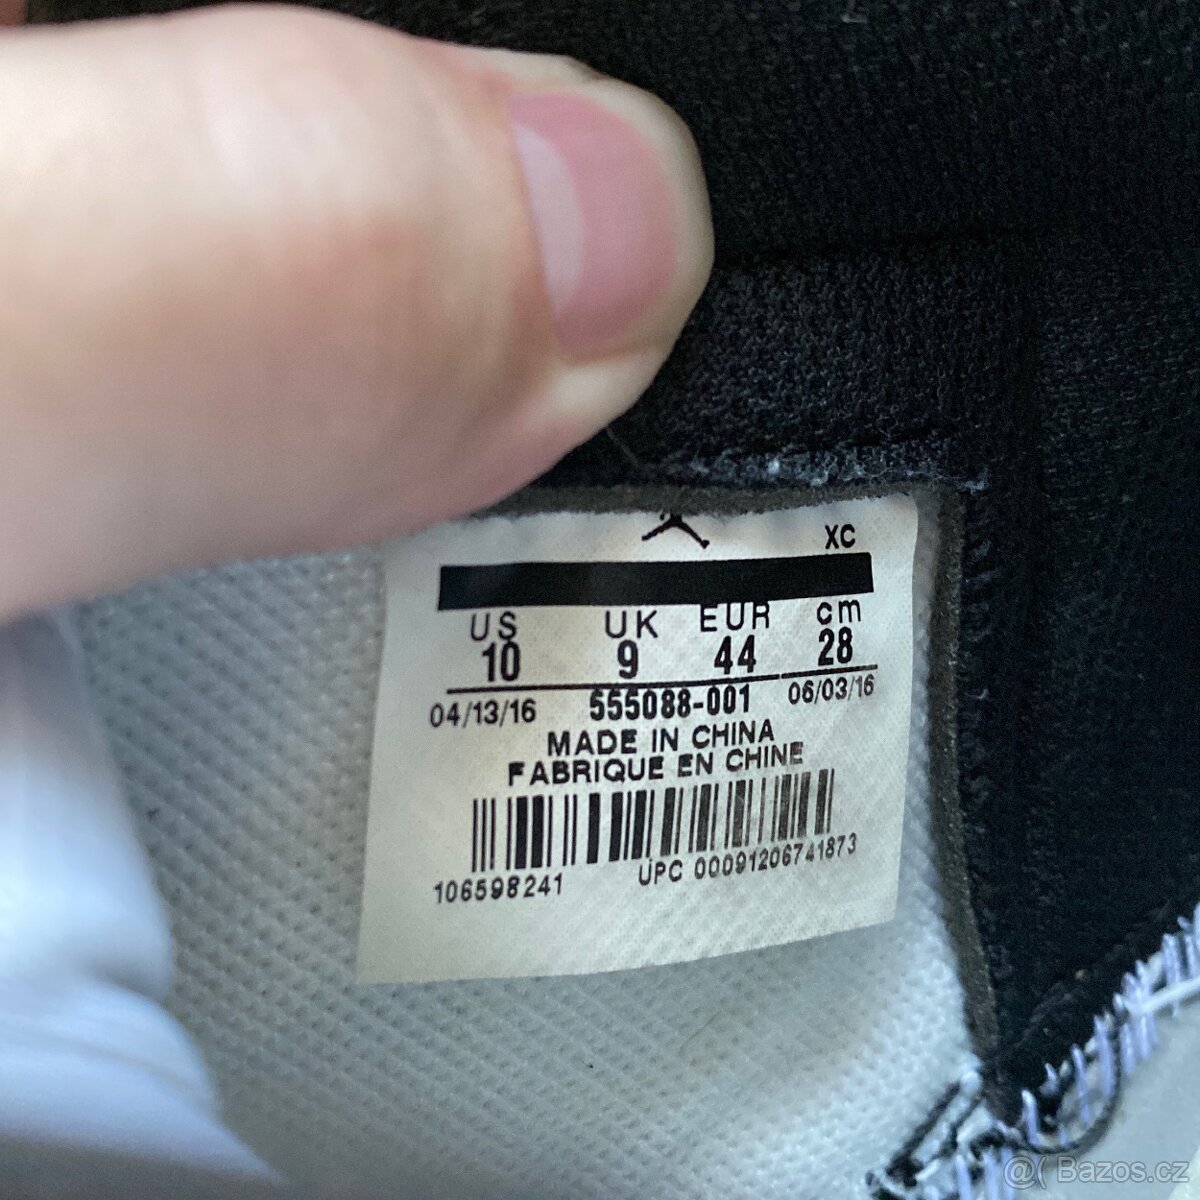 XC
US UK EUR cm
10 9 44 28
04/13/16 555088-001 06/03/16
MADE IN CHINA
FABRIQUE EN CHINE
106598241 UPC 00091206741873
@( Bazos.cz